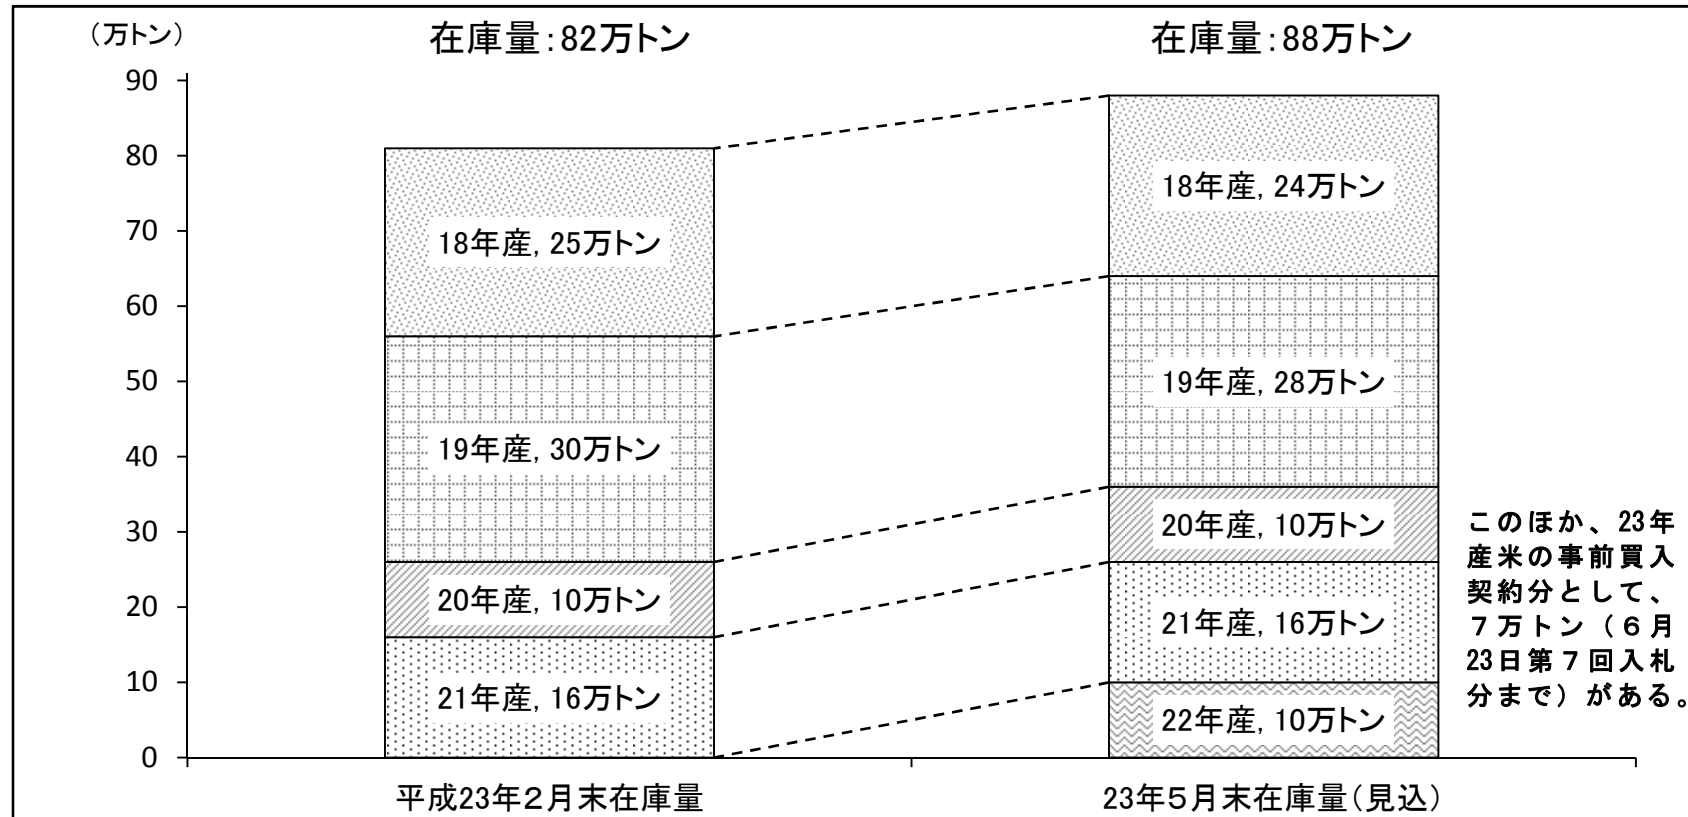 （万トン）
在庫量：82万トン
在庫量：88万トン
90
80
70
60
50
40
30
20
10
0
18年産, 25万トン
19年産, 30万トン
20年産, 10万トン
21年産, 16万トン
18年産, 24万トン
19年産, 28万トン
20年産, 10万トン
21年産, 16万トン
22年産, 10万トン
このほか、23年
産米の事前買入
契約分として、
７万トン（６月
23日第７回入札
分まで）がある。
平成23年２月末在庫量
23年５月末在庫量（見込）